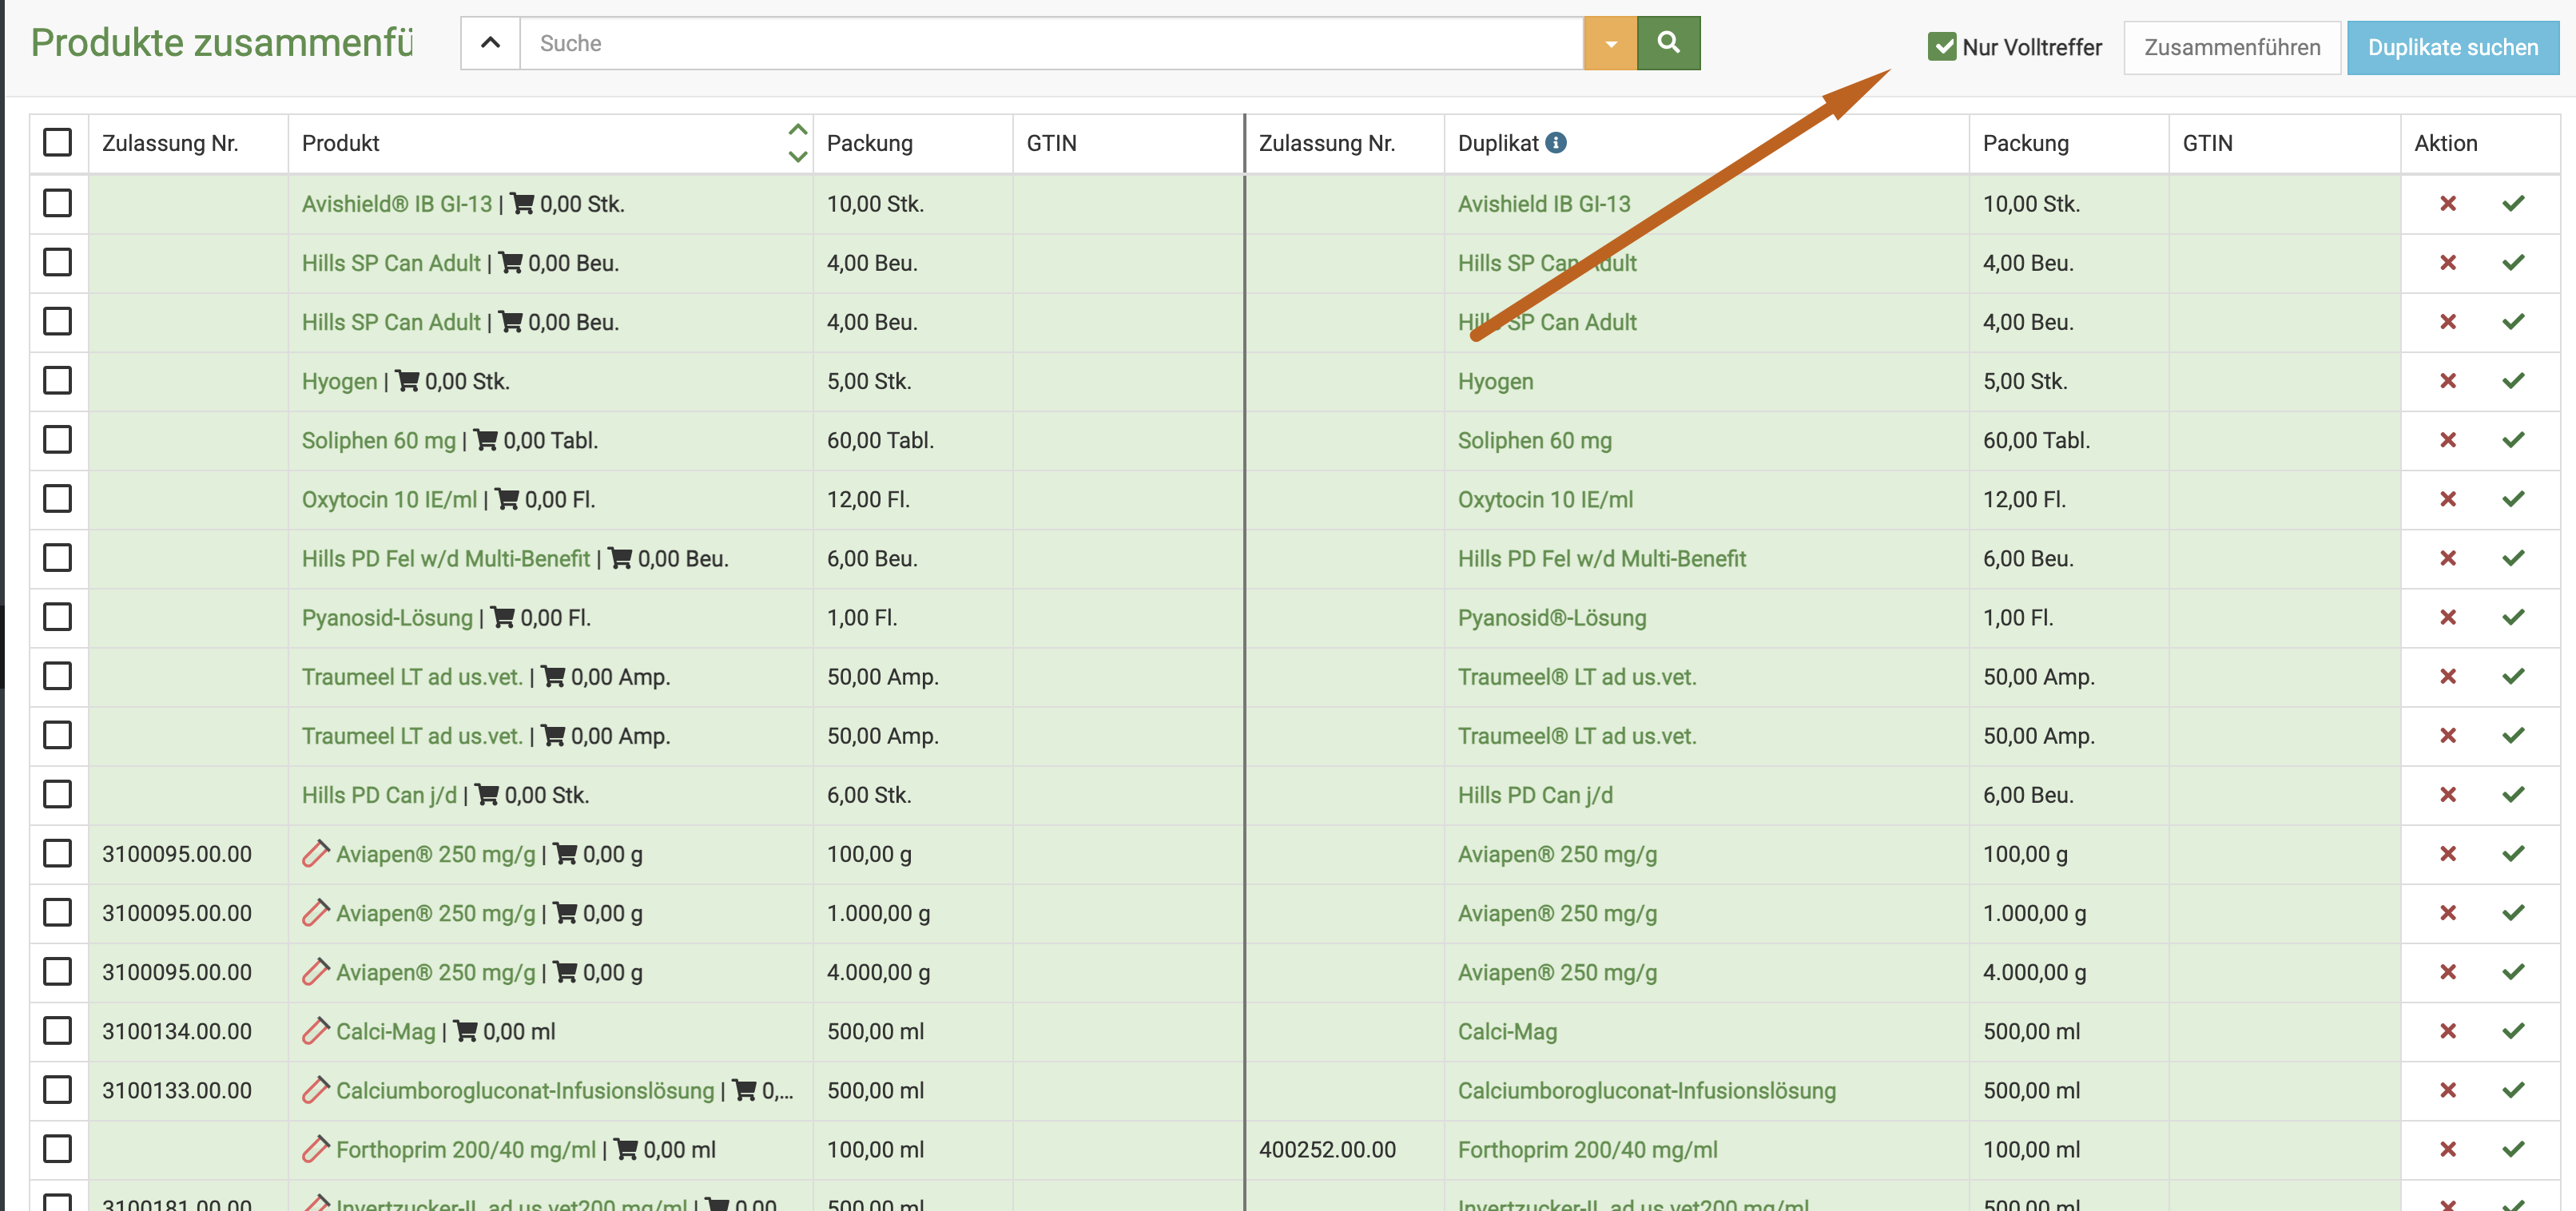 Produkte zusammenfü
Suche
Nur Volltreffer Zusammenführen Duplikate suchen
Zulassung Nr. Produkt Packung GTIN Zulassung Nr. Duplikat Packung GTIN Aktion
Avishield® IB GI-13 | 0,00 Stk. 10,00 Stk. Avishield IB GI-13 10,00 Stk.
Hills SP Can Adult | 0,00 Beu. 4,00 Beu. Hills SP Can Adult 4,00 Beu.
Hills SP Can Adult | 0,00 Beu. 4,00 Beu. Hills SP Can Adult 4,00 Beu.
Hyogen | 0,00 Stk. 5,00 Stk. Hyogen 5,00 Stk.
Soliphen 60 mg | 0,00 Tabl. 60,00 Tabl. Soliphen 60 mg 60,00 Tabl.
Oxytocin 10 IE/ml | 0,00 Fl. 12,00 Fl. Oxytocin 10 IE/ml 12,00 Fl.
Hills PD Fel w/d Multi-Benefit | 0,00 Beu. 6,00 Beu. Hills PD Fel w/d Multi-Benefit 6,00 Beu.
Pyanosid-Lösung | 0,00 Fl. 1,00 Fl. Pyanosid®-Lösung 1,00 Fl.
Traumeel LT ad us.vet. | 0,00 Amp. 50,00 Amp. Traumeel® LT ad us.vet. 50,00 Amp.
Traumeel LT ad us.vet. | 0,00 Amp. 50,00 Amp. Traumeel® LT ad us.vet. 50,00 Amp.
Hills PD Can j/d | 0,00 Stk. 6,00 Stk. Hills PD Can j/d 6,00 Beu.
3100095.00.00 Aviapen® 250 mg/g | 0,00 g 100,00 g Aviapen® 250 mg/g 100,00 g
3100095.00.00 Aviapen® 250 mg/g | 0,00 g 1.000,00 g Aviapen® 250 mg/g 1.000,00 g
3100095.00.00 Aviapen® 250 mg/g | 0,00 g 4.000,00 g Aviapen® 250 mg/g 4.000,00 g
3100134.00.00 Calci-Mag | 0,00 ml 500,00 ml Calci-Mag 500,00 ml
3100133.00.00 Calciumborogluconat-Infusionslösung | 0,... 500,00 ml Calciumborogluconat-Infusionslösung 500,00 ml
Forthoprim 200/40 mg/ml | 0,00 ml 100,00 ml 400252.00.00 Forthoprim 200/40 mg/ml 100,00 ml
3100181.00.00 Invertzucker-IL ad us.vet200 mg/ml | 0,00 500,00 ml Invertzucker-IL ad us.vet200 mg/ml 500,00 ml